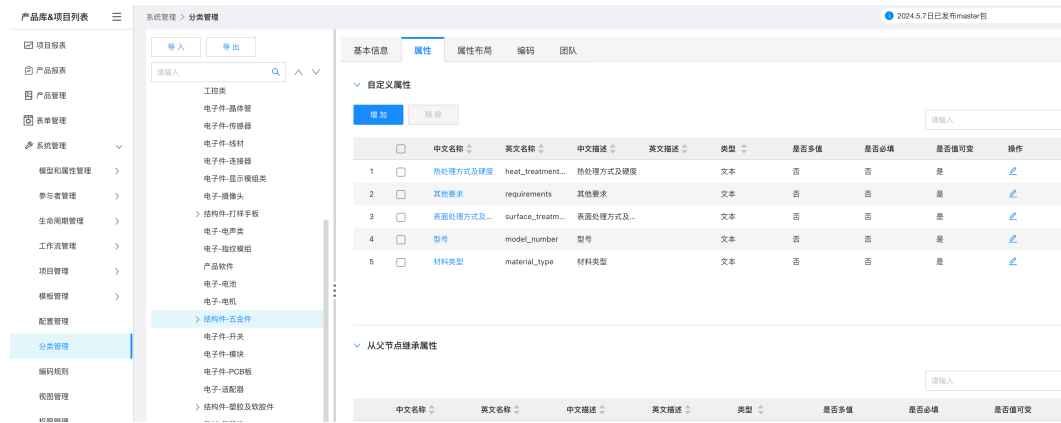 产品库&项目列表
系统管理 > 分类管理
2024.5.7日已发布master包
项目报表
产品报表
产品管理
表单管理
系统管理
模型和属性管理
参与者管理
生命周期管理
工作流管理
项目管理
模板管理
配置管理
分类管理
编码规则
视图管理
导入 导出
请输入
工控类
电子件-晶体管
电子件-传感器
电子件-线材
电子件-连接器
电子件-显示模组类
电子-摄像头
结构件-打样手板
电子-电声类
电子-指纹模组
产品软件
电子-电池
电子-电机
结构件-五金件
电子件-开关
电子件-模块
电子件-PCB板
电子-适配器
结构件-塑胶及软胶件
基本信息 属性 属性布局 编码 团队
自定义属性
增加 移除
请输入
中文名称 英文名称 中文描述 英文描述 类型 是否多值 是否必填 是否值可变 操作
1 热处理方式及硬度 heat_treatment... 热处理方式及硬度 文本 否 否 是
2 其他要求 requirements 其他要求 文本 否 否 是
3 表面处理方式及... surface_treatm... 表面处理方式及... 文本 否 否 是
4 型号 model_number 型号 文本 否 否 是
5 材料类型 material_type 材料类型 文本 否 否 是
从父节点继承属性
请输入
中文名称 英文名称 中文描述 英文描述 类型 是否多值 是否必填 是否值可变